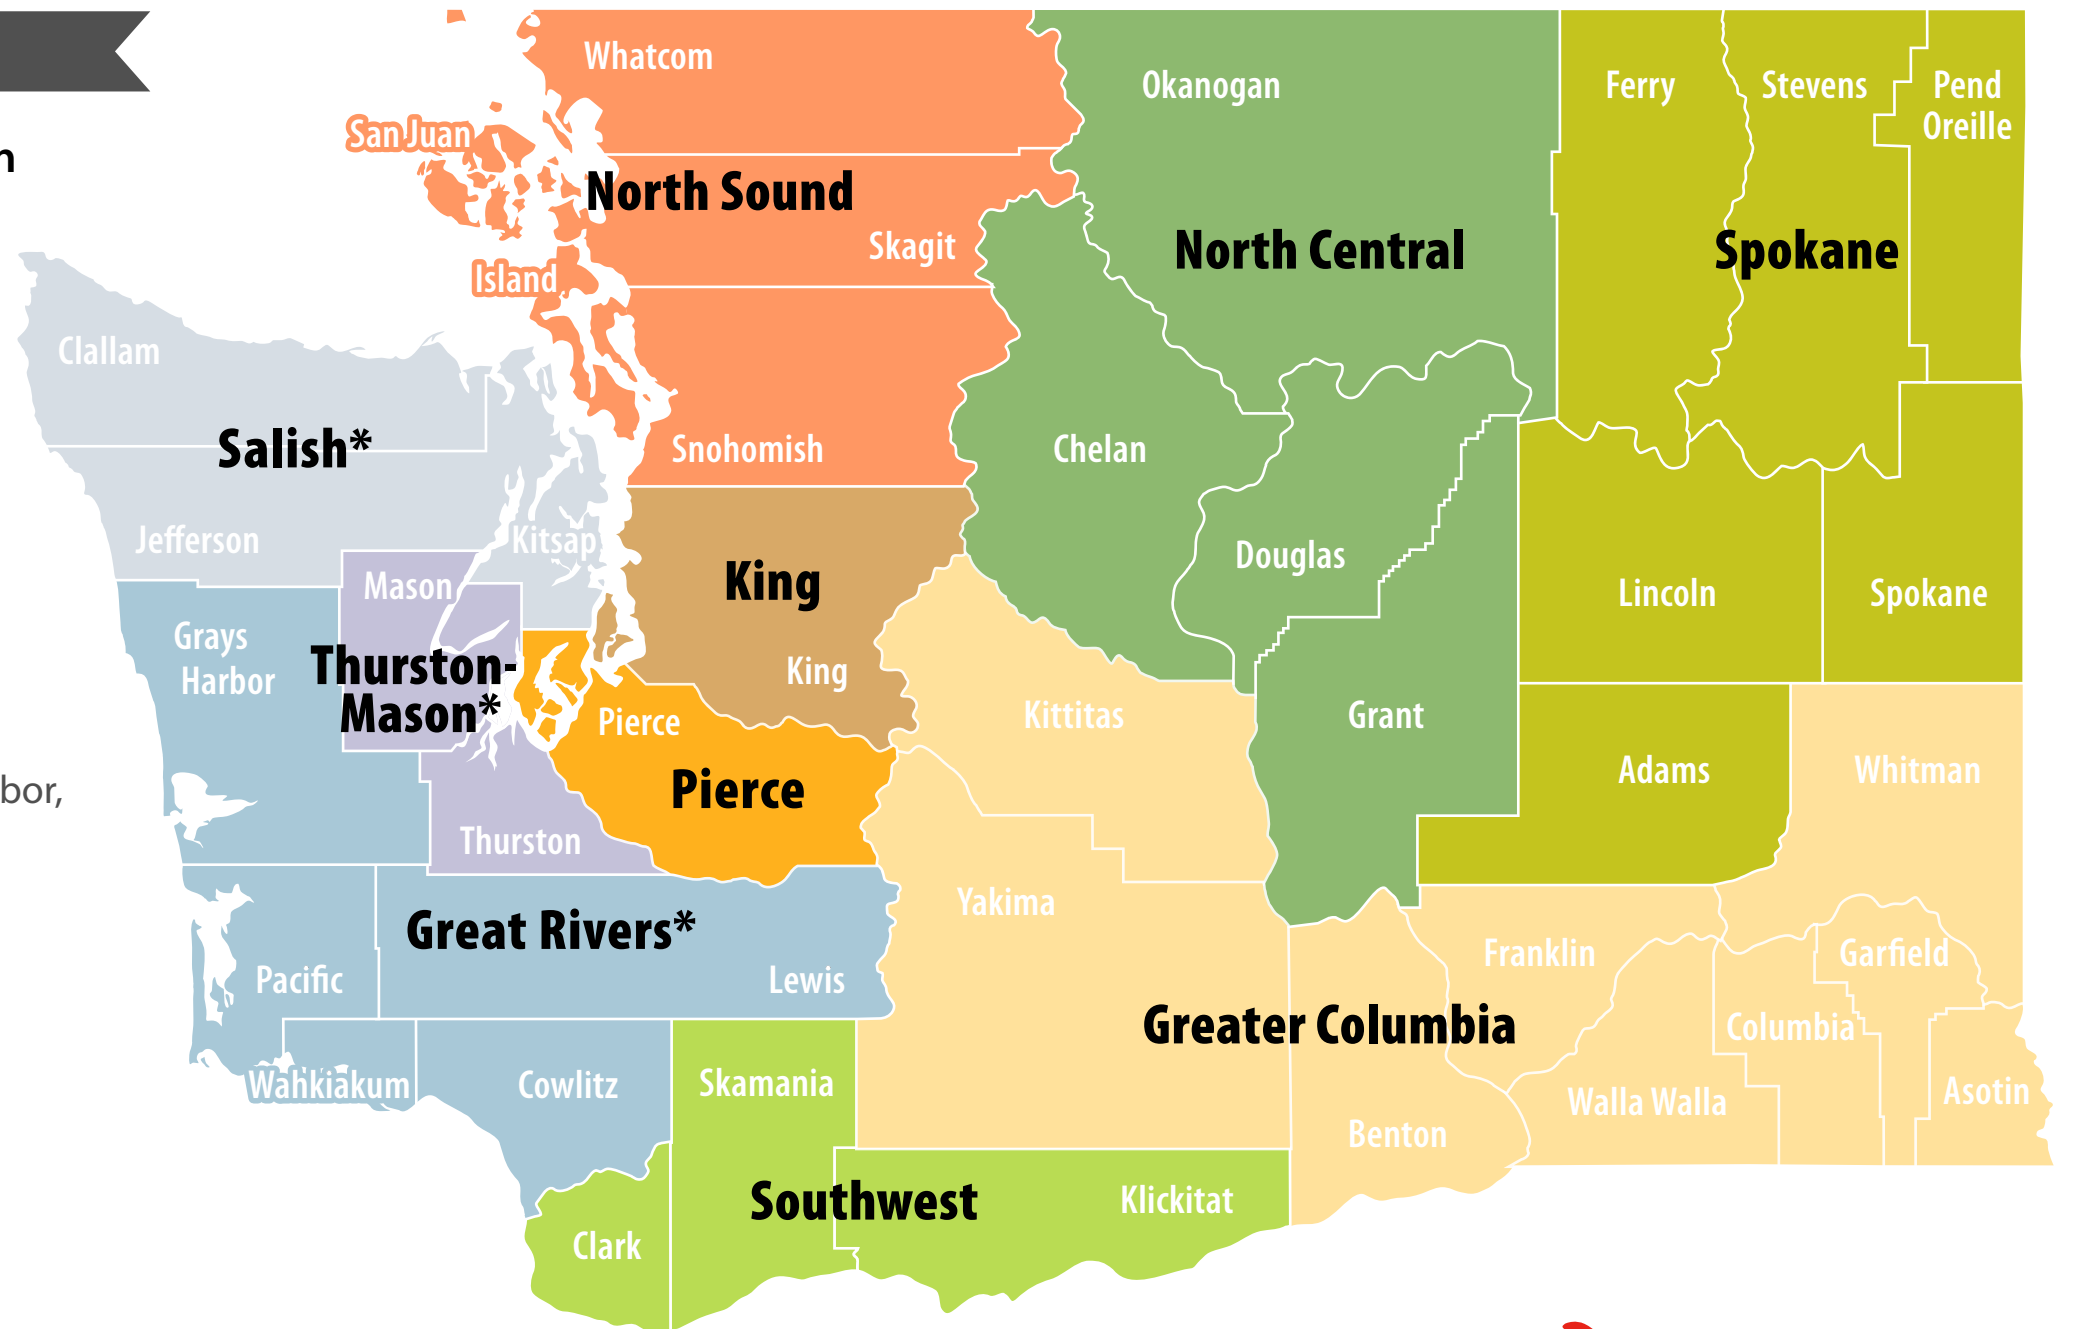 Whatcom
Okanogan
Ferry
Stevens
Pend
Oreille
San Juan
n
North Sound
Skagit
North Central
Spokane
Island
Clallam
Salish*
Snohomish
Chelan
Jefferson
Kitsap
Douglas
Mason
King
Lincoln
Spokane
Grays
Harbor
Thurston-
Mason*
King
Pierce
Kittitas
Grant
Adams
Whitman
Pierce
bor,
Thurston
Yakima
Great Rivers*
Franklin
Garfield
Pacific
Lewis
Greater Columbia
Columbia
Wahkiakum
Cowlitz
Skamania
Walla Walla
Asotin
Benton
Southwest
Klickitat
Clark